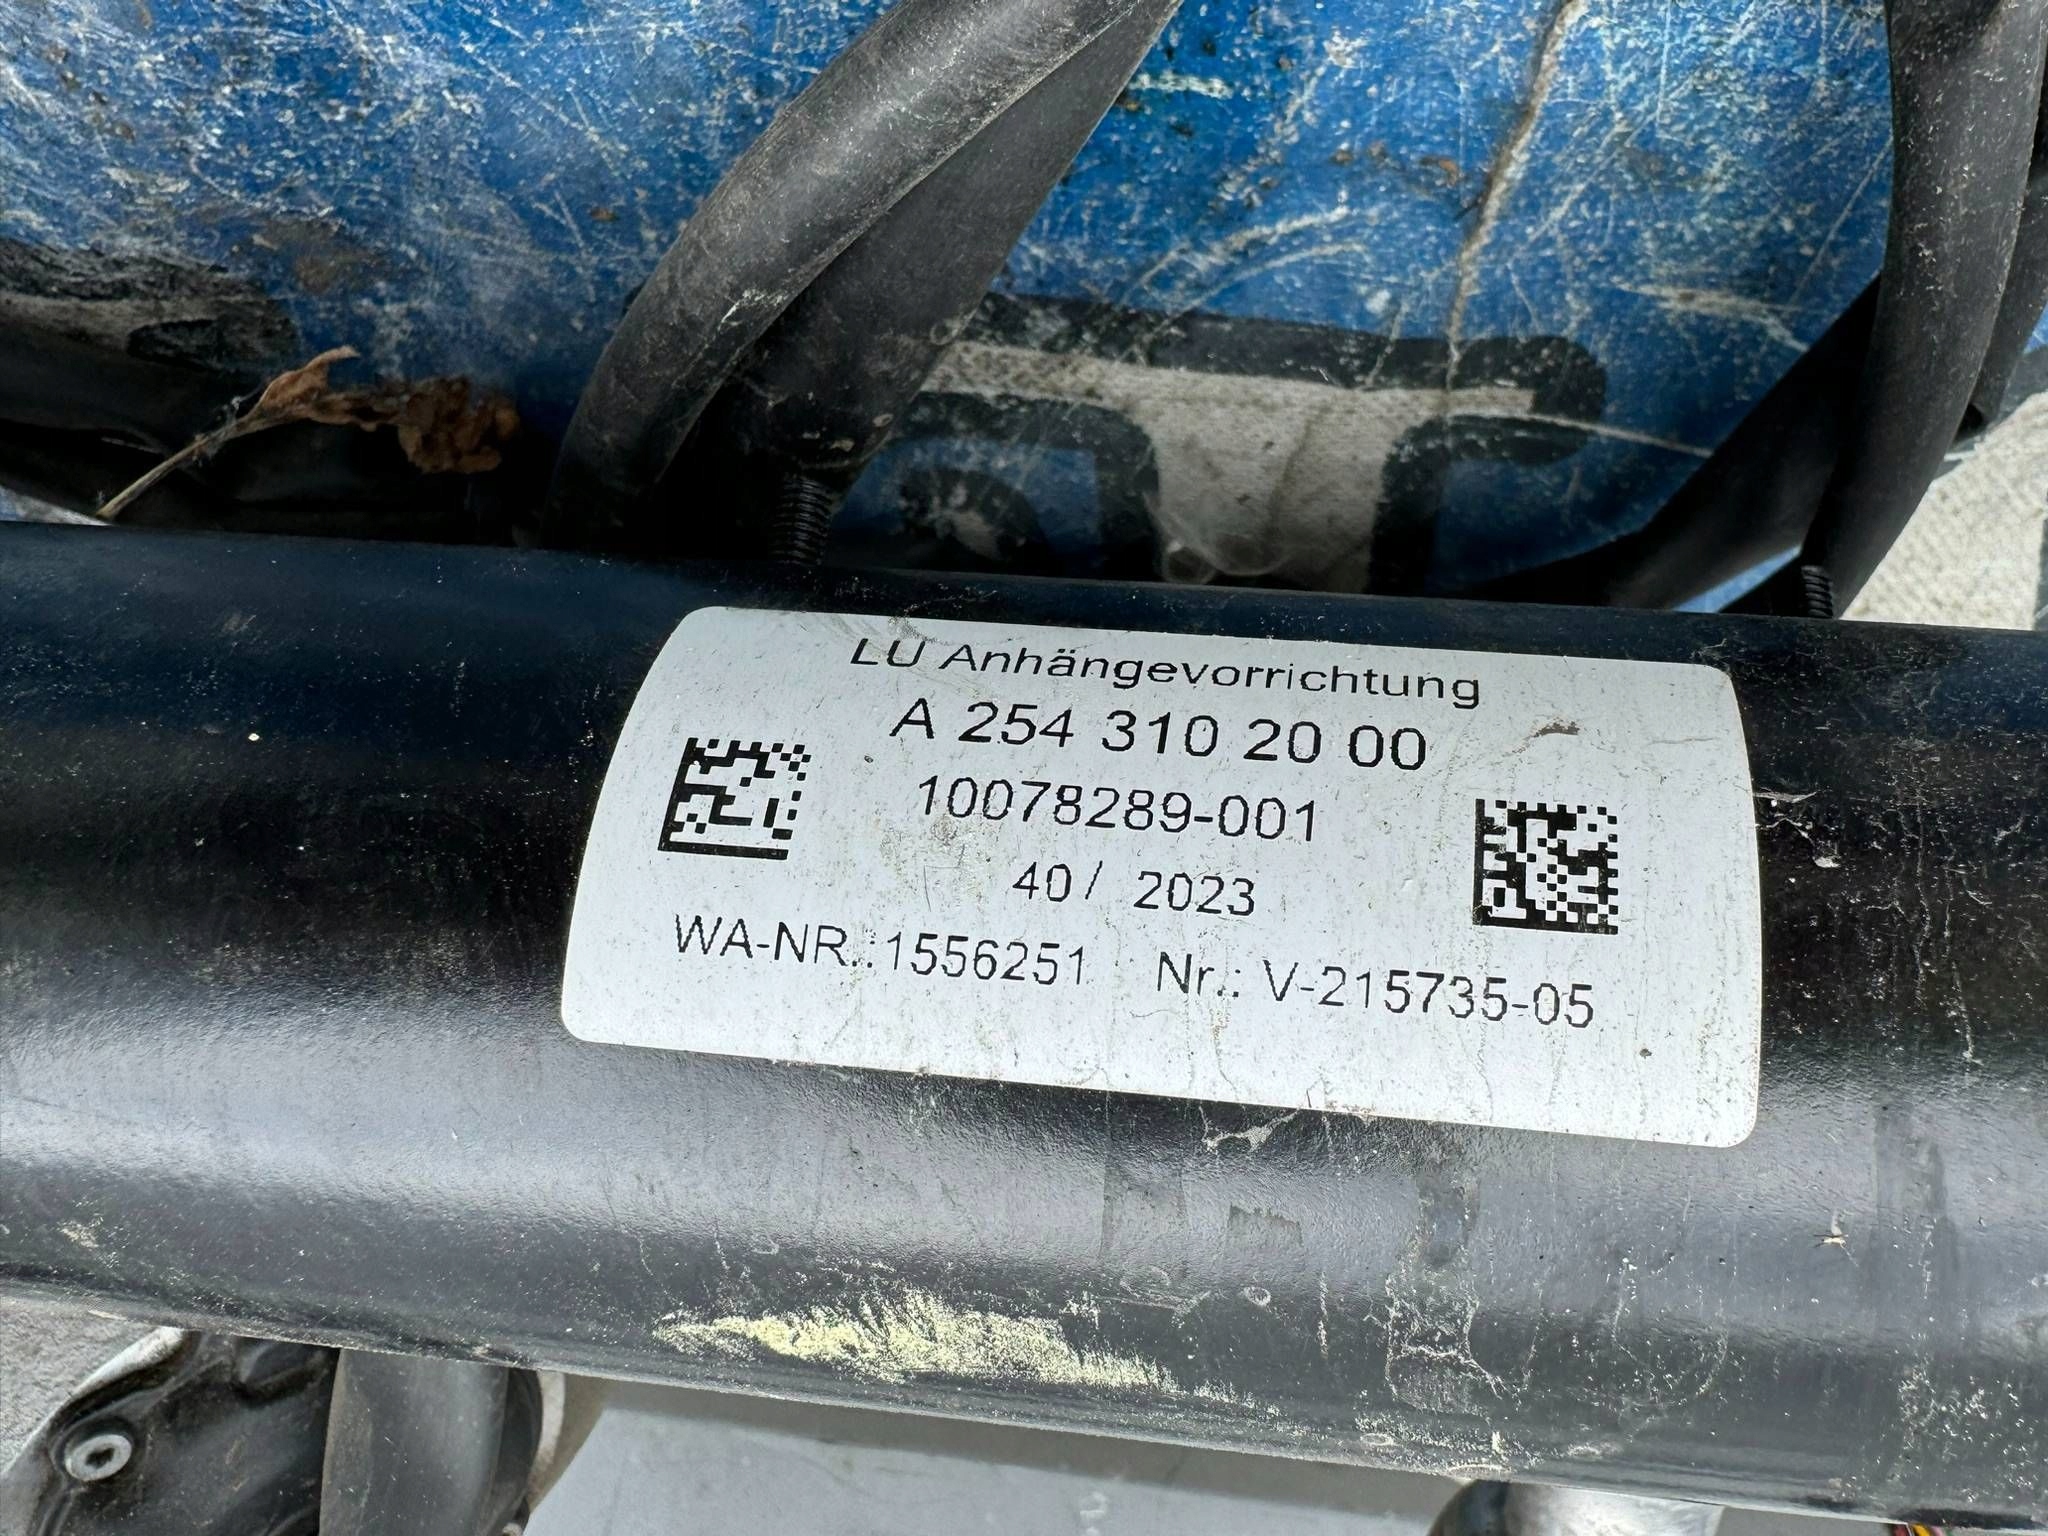 LU Anhängevorrichtung
A 254 310 20 00
10078289-001
40/ 2023
WA-NR.:1556251 Nr.: V-215735-05